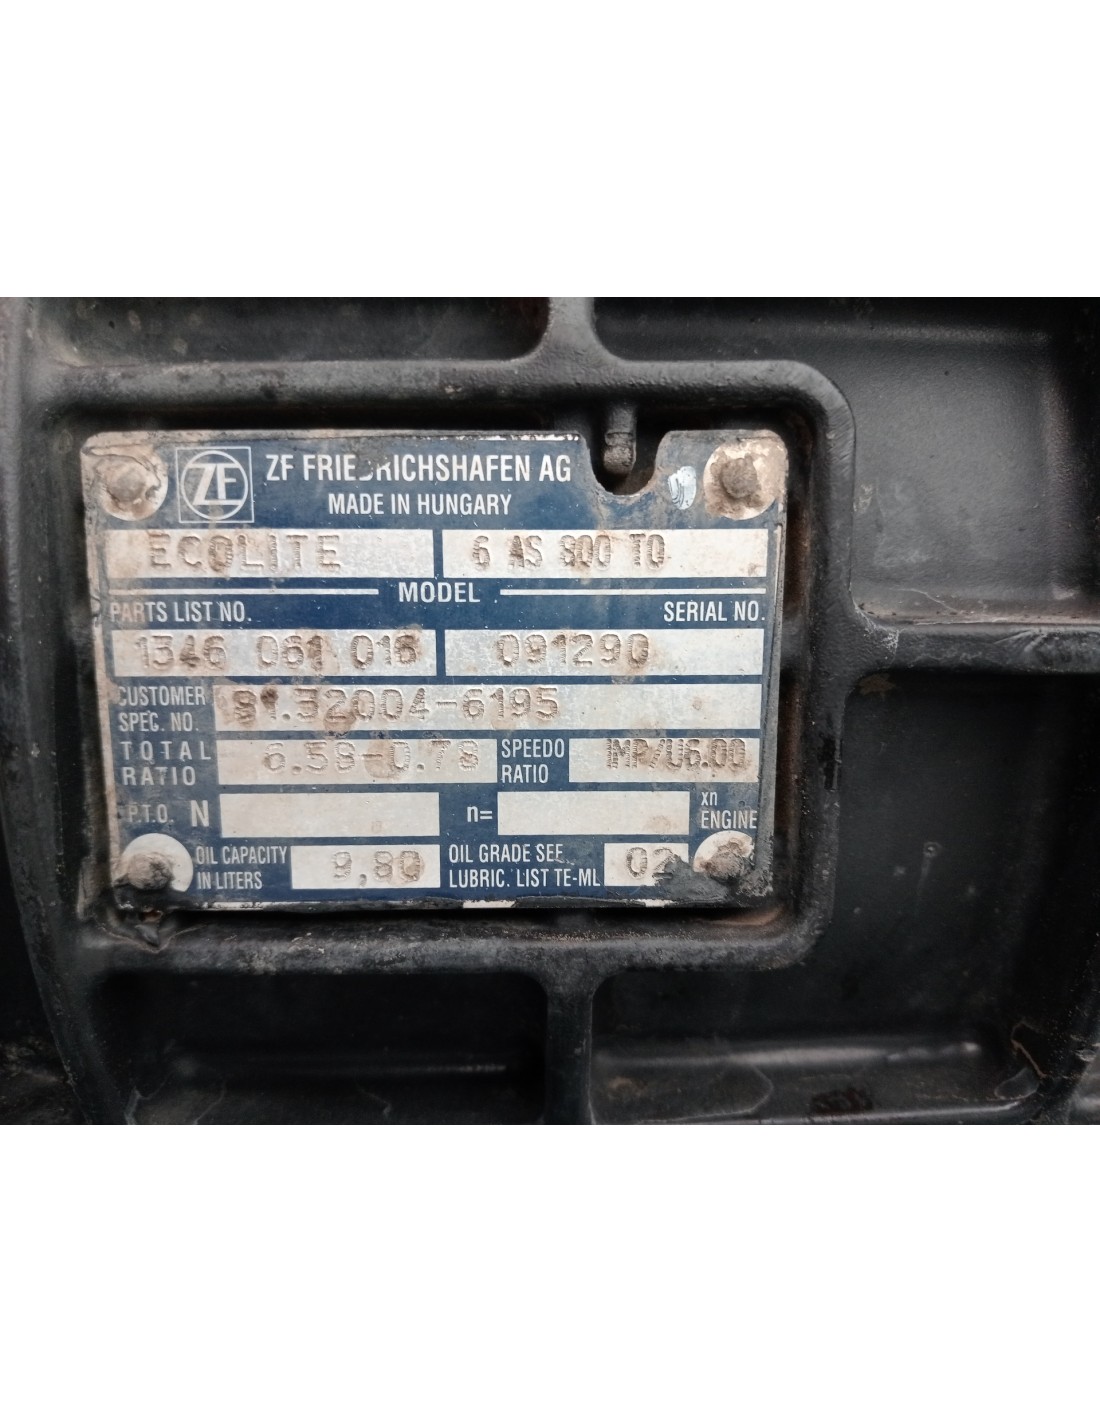 ZF
ZF FRIEDRICHSHAFEN AG
MADE IN HUNGARY
ECOLITE 6 AS 800 TO
MODEL
PARTS LIST NO. SERIAL NO.
1346 061 016 091290
CUSTOMER SPEC. NO. 81.32004-6195
TOTAL RATIO 6.58-0.78 SPEEDO RATIO IMP/U6.00
P.T.O. N n= xn ENGINE
OIL CAPACITY IN LITERS 9,80 OIL GRADE SEE LUBRIC. LIST TE-ML 02